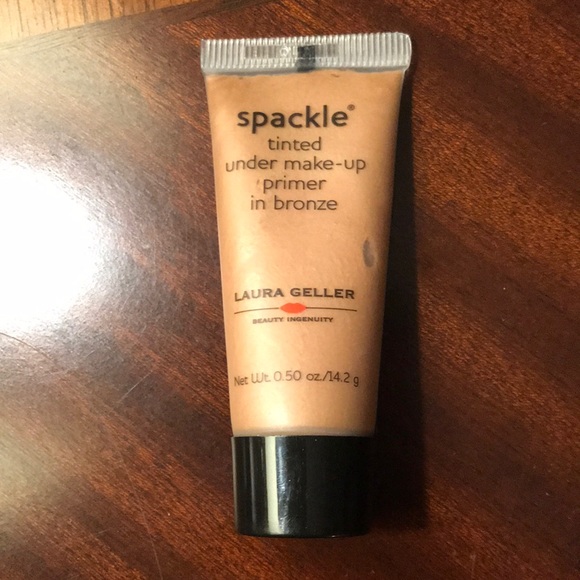 spackle®
tinted
under make-up
primer
in bronze
LAURA GELLER
BEAUTY INGENUITY
Net Wt. 0.50 oz./14.2 g